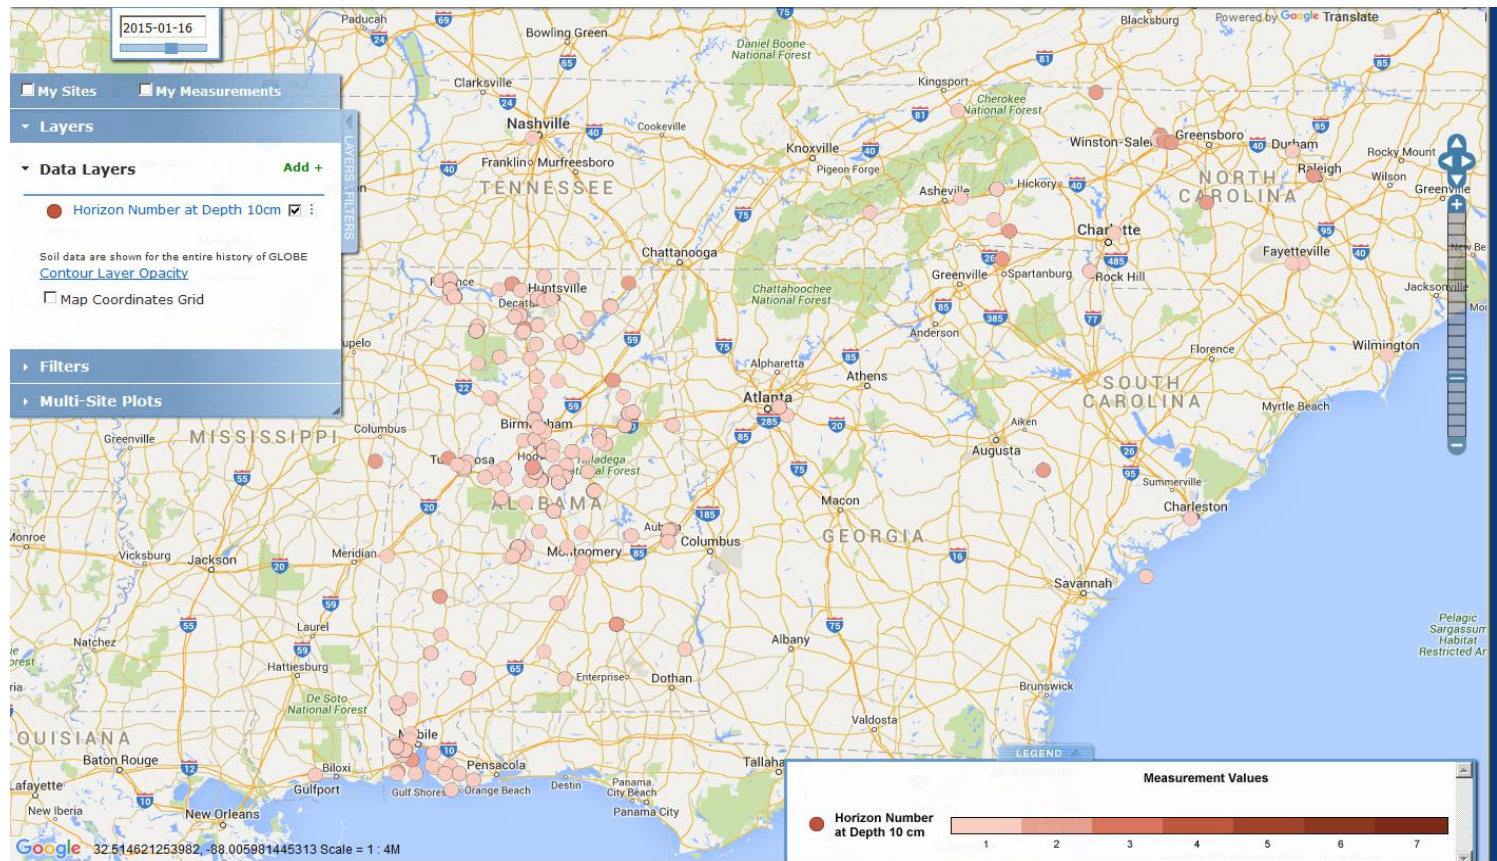 2015-01-16
My Sites My Measurements
Layers
LAYERS \ FILTERS
Data Layers Add +
Horizon Number at Depth 10cm
Soil data are shown for the entire history of GLOBE
Contour Layer Opacity
Map Coordinates Grid
Filters
Multi-Site Plots
Powered by Google Translate
Paducah
Bowling Green
Blacksburg
Daniel Boone
National Forest
Clarksville
Kingsport
Cherokee
National Forest
Nashville
Cookeville
Knoxville
Winston-Sale
Greensboro
Durham
Rocky Mount
Franklin
Murfreesboro
Pigeon Forge
Raleigh
Wilson
TENNESSEE
Asheville
Hickory
NORTH
CAROLINA
Greenville
Charlotte
Chattanooga
Fayetteville
New Be
Greenville
Spartanburg
Rock Hill
Huntsville
Decat
Chattahoochee
National Forest
Jacksonville
Anderson
upelo
Alpharetta
Florence
Wilmington
Athens
SOUTH
CAROLINA
Atlanta
Myrtle Beach
Greenville
MISSISSIPPI
Columbus
Aiken
Augusta
Summerville
ALABAMA
Macon
Charleston
Monroe
Vicksburg
Jackson
Meridian
Montgomery
Columbus
GEORGIA
Savannah
Laurel
Natchez
Albany
Pelagic
Sargassum
Habitat
Restricted Ar
Hattiesburg
Enterprise
Dothan
Brunswick
De Soto
National Forest
Valdosta
OUISIANA
Baton Rouge
Biloxi
Pensacola
Tallaha
Lafayette
Gulfport
Gulf Shores
Orange Beach
Destin
Panama
City Beach
New Iberia
New Orleans
Panama City
LEGEND
Measurement Values
Horizon Number
at Depth 10 cm
1 2 3 4 5 6 7
Google 32.514621253982, -88.005981445313 Scale = 1 : 4M